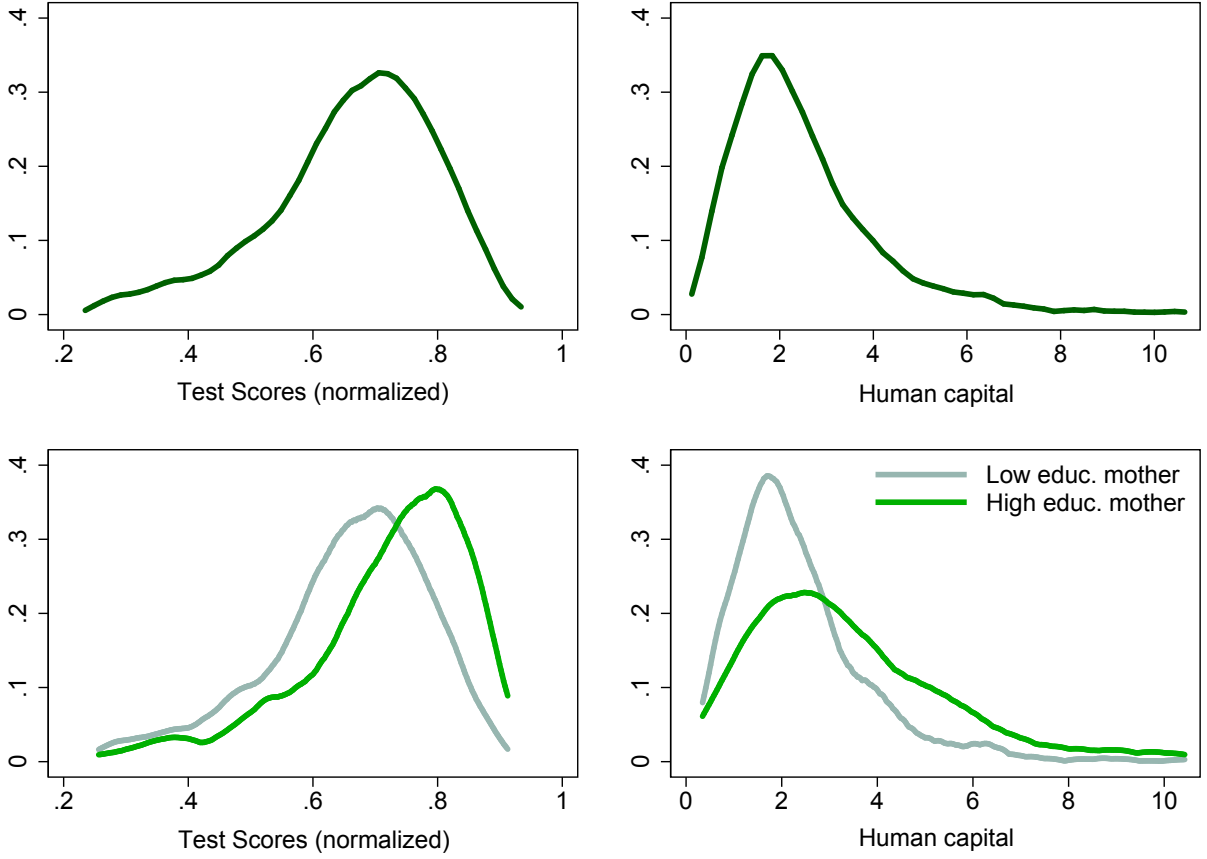 .4
.3
.2
.1
0
.2 .4 .6 .8 1
Test Scores (normalized)
.4
.3
.2
.1
0
0 2 4 6 8 10
Human capital
.4
.3
.2
.1
0
.2 .4 .6 .8 1
Test Scores (normalized)
Low educ. mother
High educ. mother
.4
.3
.2
.1
0
0 2 4 6 8 10
Human capital